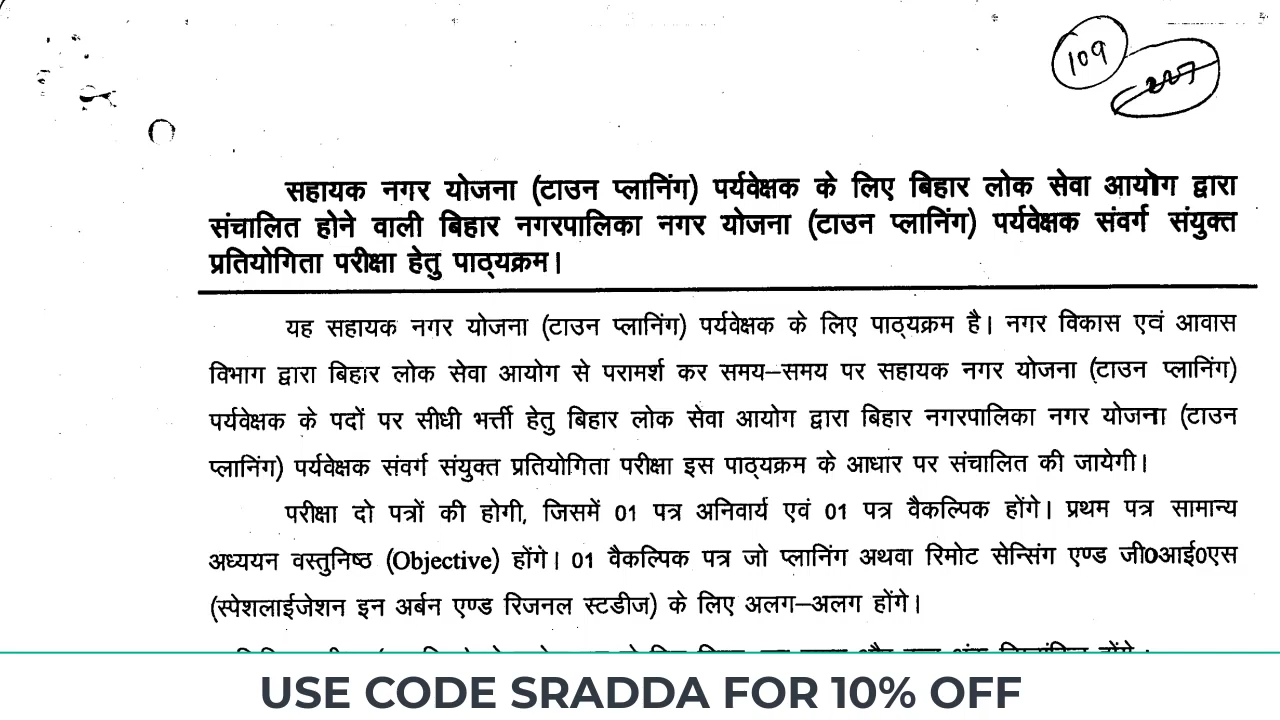 109
227
सहायक नगर योजना (टाउन प्लानिंग) पर्यवेक्षक के लिए बिहार लोक सेवा आयोग द्वारा
संचालित होने वाली बिहार नगरपालिका नगर योजना (टाउन प्लानिंग) पर्यवेक्षक संवर्ग संयुक्त
प्रतियोगिता परीक्षा हेतु पाठ्यक्रम।
यह सहायक नगर योजना (टाउन प्लानिंग) पर्यवेक्षक के लिए पाठ्यक्रम है। नगर विकास एवं आवास
विभाग द्वारा बिहार लोक सेवा आयोग से परामर्श कर समय–समय पर सहायक नगर योजना (टाउन प्लानिंग)
पर्यवेक्षक के पदों पर सीधी भर्त्ती हेतु बिहार लोक सेवा आयोग द्वारा बिहार नगरपालिका नगर योजना (टाउन
प्लानिंग) पर्यवेक्षक संवर्ग संयुक्त प्रतियोगिता परीक्षा इस पाठ्यक्रम के आधार पर संचालित की जायेगी।
परीक्षा दो पत्रों की होगी, जिसमें 01 पत्र अनिवार्य एवं 01 पत्र वैकल्पिक होंगे। प्रथम पत्र सामान्य
अध्ययन वस्तुनिष्ठ (Objective) होंगे। 01 वैकल्पिक पत्र जो प्लानिंग अथवा रिमोट सेन्सिंग एण्ड जी0आई0एस
(स्पेशलाईजेशन इन अर्बन एण्ड रिजनल स्टडीज) के लिए अलग–अलग होंगे।
USE CODE SRADDA FOR 10% OFF